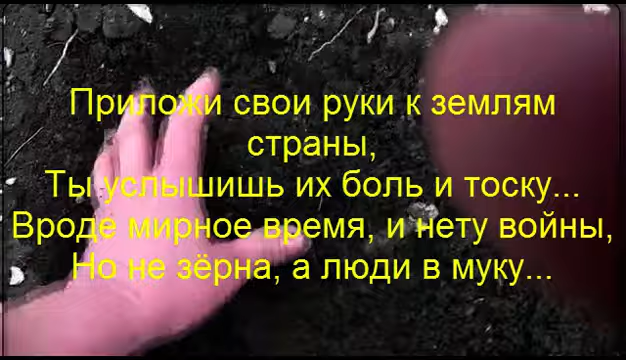 Приложи свои руки к землям
страны,
Ты услышишь их боль и тоску...
Вроде мирное время, и нету войны,
Но не зёрна, а люди в муку...